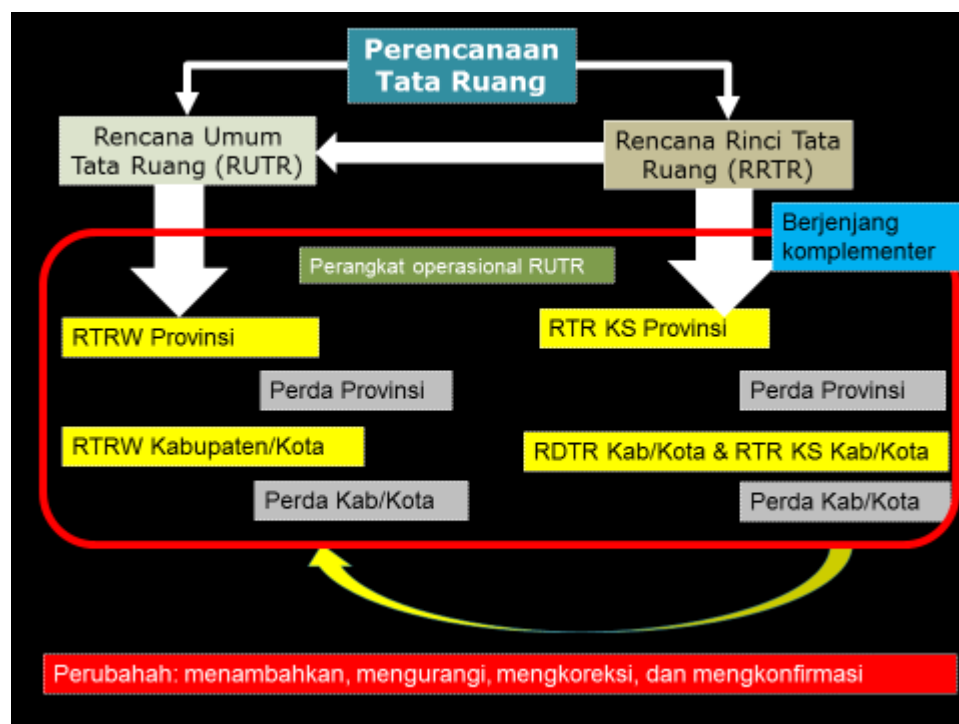 Perencanaan
Tata Ruang
Rencana Umum
Tata Ruang (RUTR)
Rencana Rinci Tata
Ruang (RRTR)
Berjenjang
komplementer
Perangkat operasional RUTR
RTRW Provinsi
RTR KS Provinsi
Perda Provinsi
Perda Provinsi
RTRW Kabupaten/Kota
RDTR Kab/Kota & RTR KS Kab/Kota
Perda Kab/Kota
Perda Kab/Kota
Perubahah: menambahkan, mengurangi, mengkoreksi, dan mengkonfirmasi